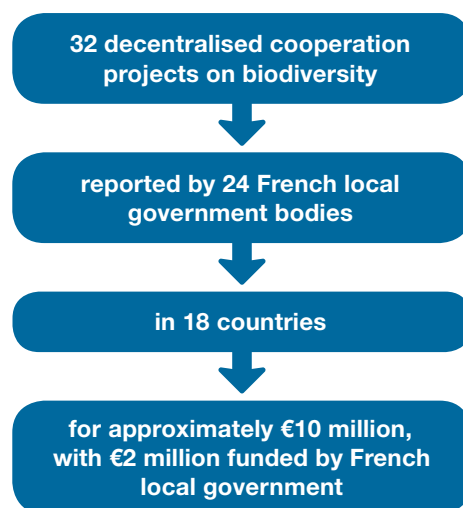 32 decentralised cooperation
projects on biodiversity
reported by 24 French local
government bodies
in 18 countries
for approximately €10 million,
with €2 million funded by French
local government